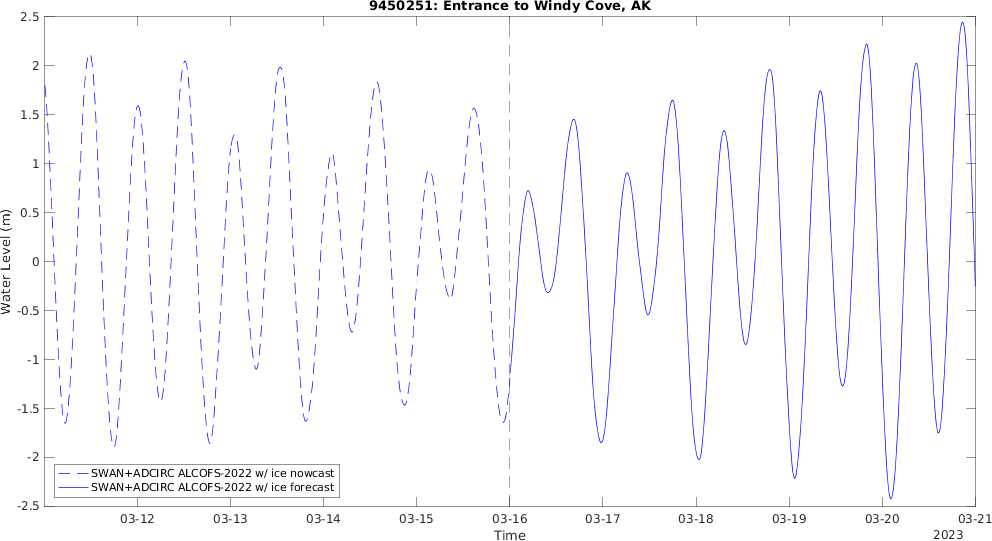 9450251: Entrance to Windy Cove, AK
2.5
2
1.5
1
0.5
0
-0.5
-1
-1.5
-2
-2.5
Water Level (m)
SWAN+ADCIRC ALCOFS-2022 w/ ice nowcast
SWAN+ADCIRC ALCOFS-2022 w/ ice forecast
03-12 03-13 03-14 03-15 03-16 03-17 03-18 03-19 03-20 03-21
Time
2023